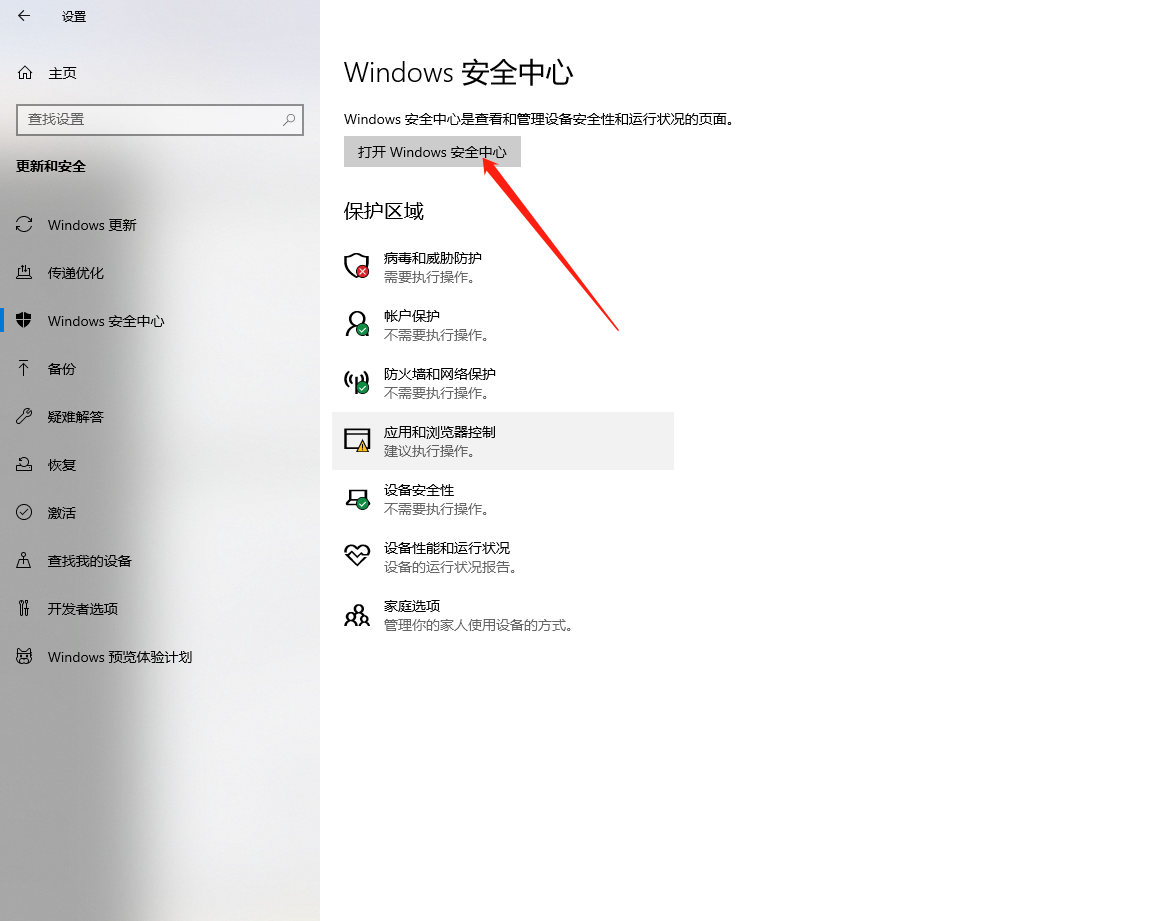 设置
主页
查找设置
更新和安全
Windows 更新
传递优化
Windows 安全中心
备份
疑难解答
恢复
激活
查找我的设备
开发者选项
Windows 预览体验计划
Windows 安全中心
Windows 安全中心是查看和管理设备安全性和运行状况的页面。
打开 Windows 安全中心
保护区域
病毒和威胁防护
需要执行操作。
帐户保护
不需要执行操作。
防火墙和网络保护
不需要执行操作。
应用和浏览器控制
建议执行操作。
设备安全性
不需要执行操作。
设备性能和运行状况
设备的运行状况报告。
家庭选项
管理你的家人使用设备的方式。